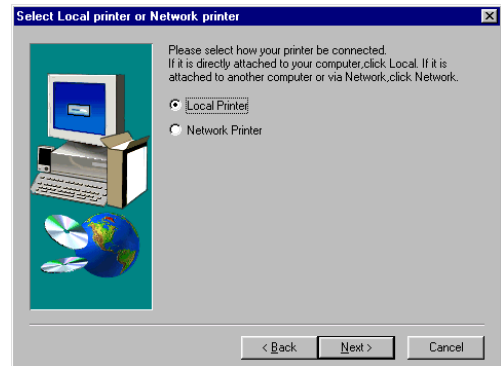 Select Local printer or Network printer
Please select how your printer be connected.
If it is directly attached to your computer,click Local. If it is
attached to another computer or via Network,click Network.
Local Printer
Network Printer
< Back
Next >
Cancel